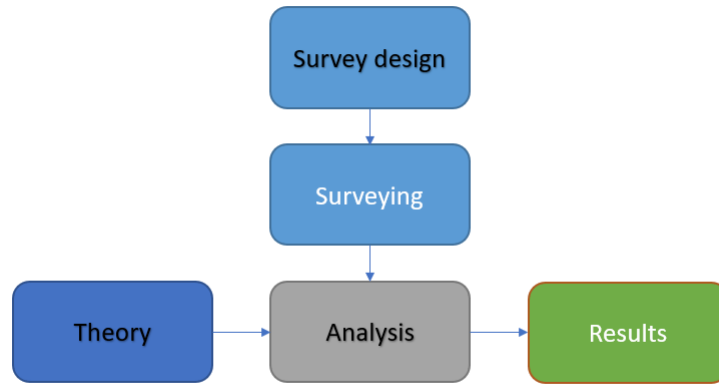 Survey design
Surveying
Theory
Analysis
Results